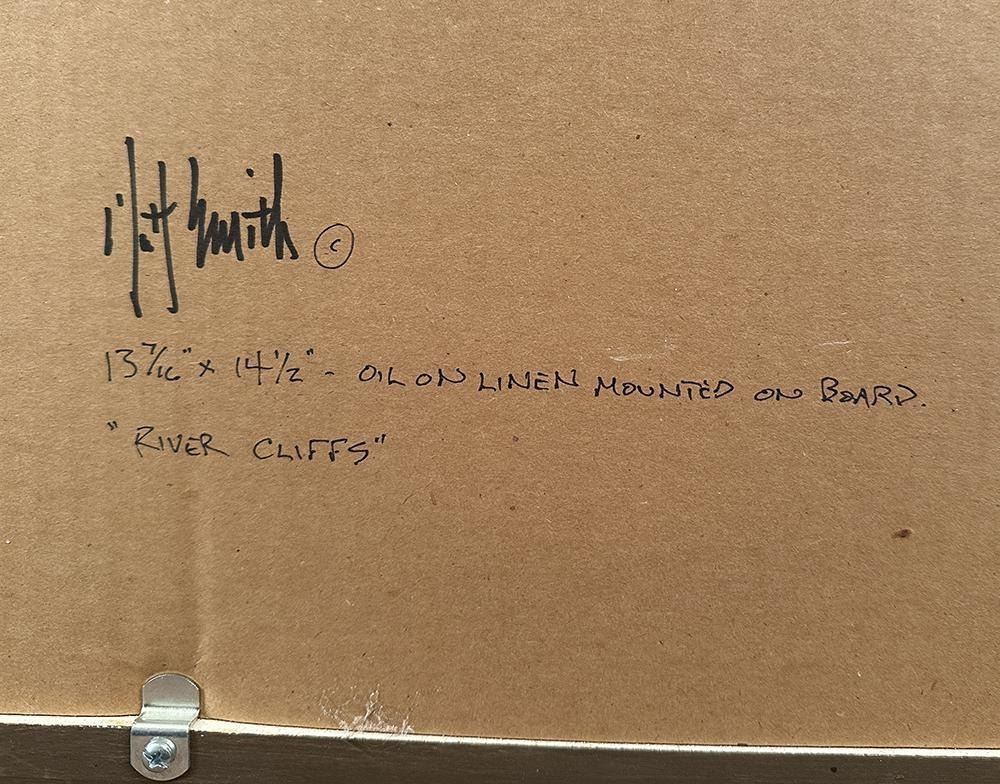 Matt Smith ©
13 7/16" x 14 1/2" - OIL ON LINEN MOUNTED ON BOARD.
"RIVER CLIFFS"